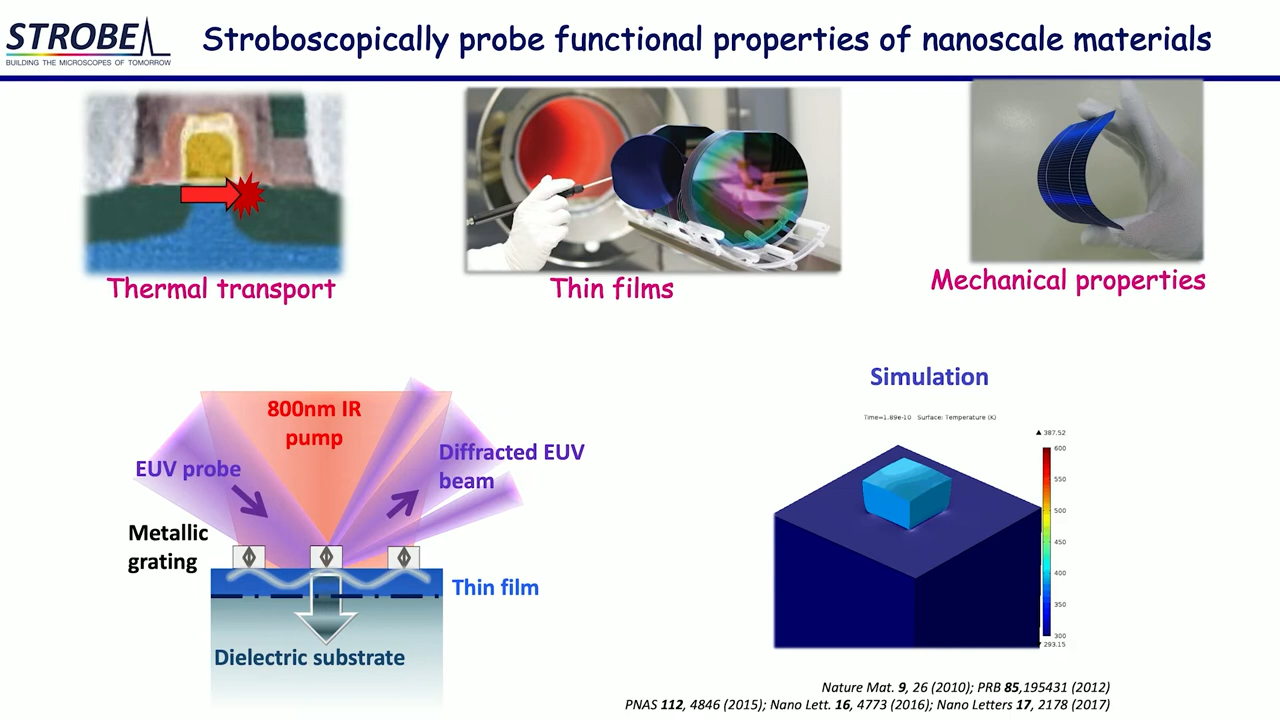 STROBE
BUILDING THE MICROSCOPES OF TOMORROW
Stroboscopically probe functional properties of nanoscale materials
Thermal transport
Thin films
Mechanical properties
800nm IR
pump
EUV probe
Diffracted EUV
beam
Metallic
grating
Thin film
Dielectric substrate
Simulation
Time=1.89e-10 Surface: Temperature (K)
▲ 387.52
600
550
500
450
400
350
300
▼ 293.15
Nature Mat. 9, 26 (2010); PRB 85,195431 (2012)
PNAS 112, 4846 (2015); Nano Lett. 16, 4773 (2016); Nano Letters 17, 2178 (2017)